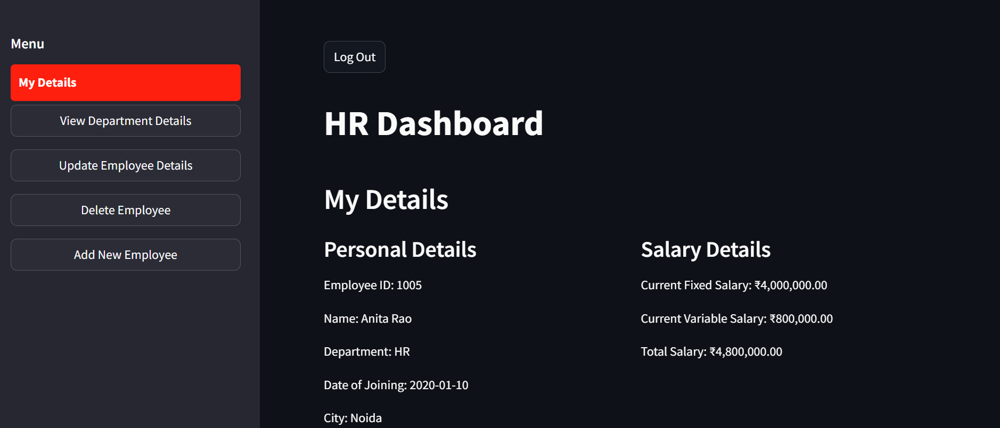 Menu
My Details
View Department Details
Update Employee Details
Delete Employee
Add New Employee
Log Out
HR Dashboard
My Details
Personal Details
Employee ID: 1005
Name: Anita Rao
Department: HR
Date of Joining: 2020-01-10
City: Noida
Salary Details
Current Fixed Salary: ₹4,000,000.00
Current Variable Salary: ₹800,000.00
Total Salary: ₹4,800,000.00